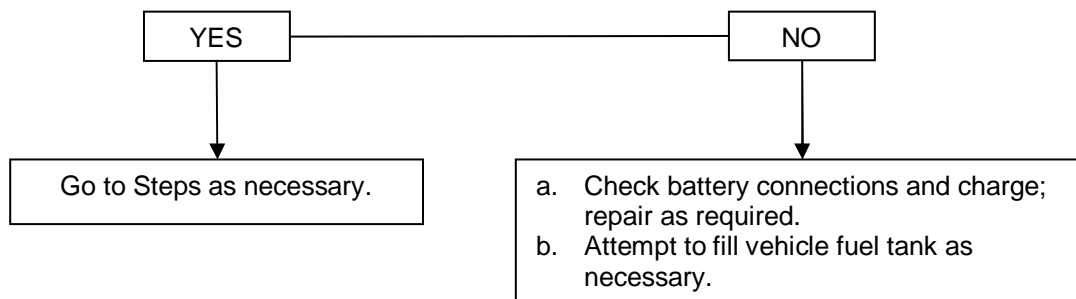 YES
NO
Go to Steps as necessary.
a. Check battery connections and charge;
repair as required.
b. Attempt to fill vehicle fuel tank as
necessary.